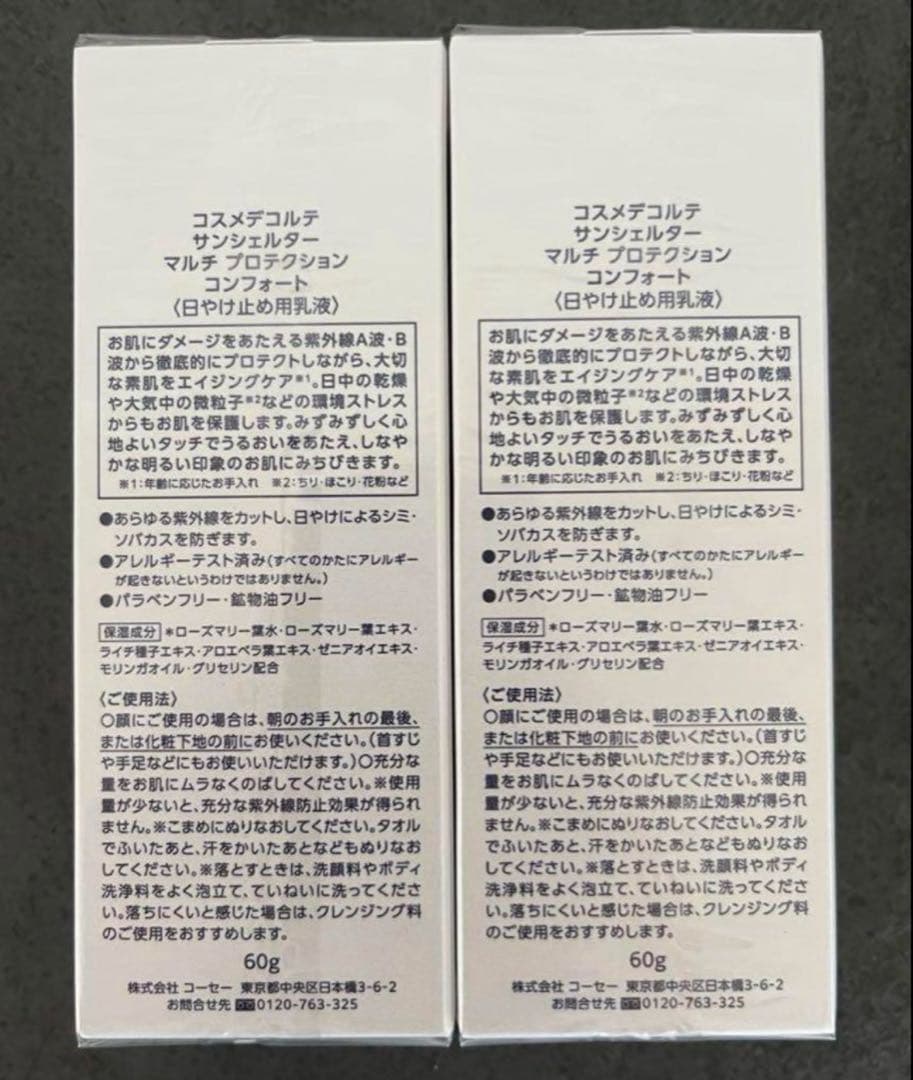 コスメデコルテ
サンシェルター
マルチ プロテクション
コンフォート
〈日やけ止め用乳液〉
お肌にダメージをあたえる紫外線A波・B
波から徹底的にプロテクトしながら、大切
な素肌をエイジングケア※1。日中の乾燥
や大気中の微粒子※2などの環境ストレス
からもお肌を保護します。みずみずしく心
地よいタッチでうるおいをあたえ、しなや
かな明るい印象のお肌にみちびきます。
※1:年齢に応じたお手入れ ※2:ちり・ほこり・花粉など
●あらゆる紫外線をカットし、日やけによるシミ・
ソバカスを防ぎます。
●アレルギーテスト済み(すべてのかたにアレルギー
が起きないというわけではありません。)
●パラベンフリー・鉱物油フリー
保湿成分 *ローズマリー葉水・ローズマリー葉エキス・
ライチ種子エキス・アロエベラ葉エキス・ゼニアオイエキス・
モリンガオイル・グリセリン配合
〈ご使用法〉
○顔にご使用の場合は、朝のお手入れの最後、
または化粧下地の前にお使いください。(首すじ
や手足などにもお使いいただけます。)○充分な
量をお肌にムラなくのばしてください。※使用
量が少ないと、充分な紫外線防止効果が得られ
ません。※こまめにぬりなおしてください。タオル
でふいたあと、汗をかいたあとなどもぬりなお
してください。※落とすときは、洗顔料やボディ
洗浄料をよく泡立て、ていねいに洗ってくださ
い。落ちにくいと感じた場合は、クレンジング料
のご使用をおすすめします。
60g
株式会社 コーセー 東京都中央区日本橋3-6-2
お問合せ先 0120-763-325
コスメデコルテ
サンシェルター
マルチ プロテクション
コンフォート
〈日やけ止め用乳液〉
お肌にダメージをあたえる紫外線A波・B
波から徹底的にプロテクトしながら、大切
な素肌をエイジングケア※1。日中の乾燥
や大気中の微粒子※2などの環境ストレス
からもお肌を保護します。みずみずしく心
地よいタッチでうるおいをあたえ、しなや
かな明るい印象のお肌にみちびきます。
※1:年齢に応じたお手入れ ※2:ちり・ほこり・花粉など
●あらゆる紫外線をカットし、日やけによるシミ・
ソバカスを防ぎます。
●アレルギーテスト済み(すべてのかたにアレルギー
が起きないというわけではありません。)
●パラベンフリー・鉱物油フリー
保湿成分 *ローズマリー葉水・ローズマリー葉エキス・
ライチ種子エキス・アロエベラ葉エキス・ゼニアオイエキス・
モリンガオイル・グリセリン配合
〈ご使用法〉
○顔にご使用の場合は、朝のお手入れの最後、
または化粧下地の前にお使いください。(首すじ
や手足などにもお使いいただけます。)○充分な
量をお肌にムラなくのばしてください。※使用
量が少ないと、充分な紫外線防止効果が得られ
ません。※こまめにぬりなおしてください。タオル
でふいたあと、汗をかいたあとなどもぬりなお
してください。※落とすときは、洗顔料やボディ
洗浄料をよく泡立て、ていねいに洗ってくださ
い。落ちにくいと感じた場合は、クレンジング料
のご使用をおすすめします。
60g
株式会社 コーセー 東京都中央区日本橋3-6-2
お問合せ先 0120-763-325